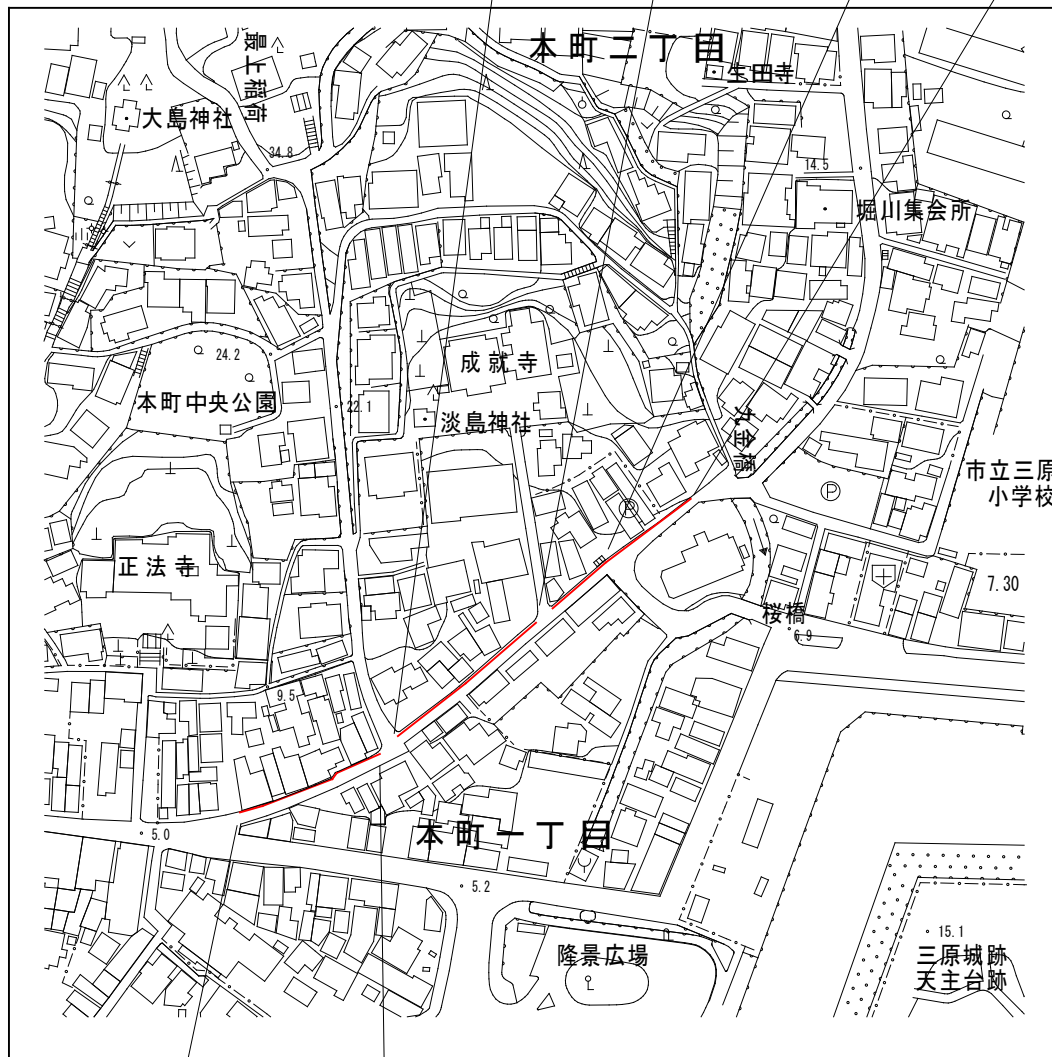 本町二丁目
最上稲荷
生田寺
大島神社
34.8
14.5
堀川集会所
24.2
成就寺
本町中央公園
22.1
淡島神社
九金橋
市立三原
小学校
P
P
正法寺
7.30
桜橋
6.9
9.5
5.0
本町一丁目
5.2
15.1
隆景広場
三原城跡
天主台跡